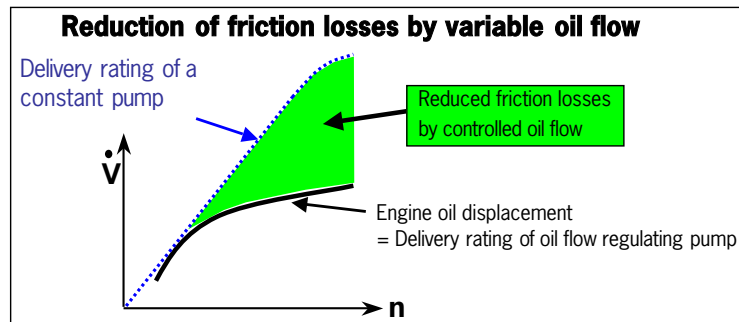 Reduction of friction losses by variable oil flow
Delivery rating of a
constant pump
Reduced friction losses
by controlled oil flow
V̇
Engine oil displacement
= Delivery rating of oil flow regulating pump
n